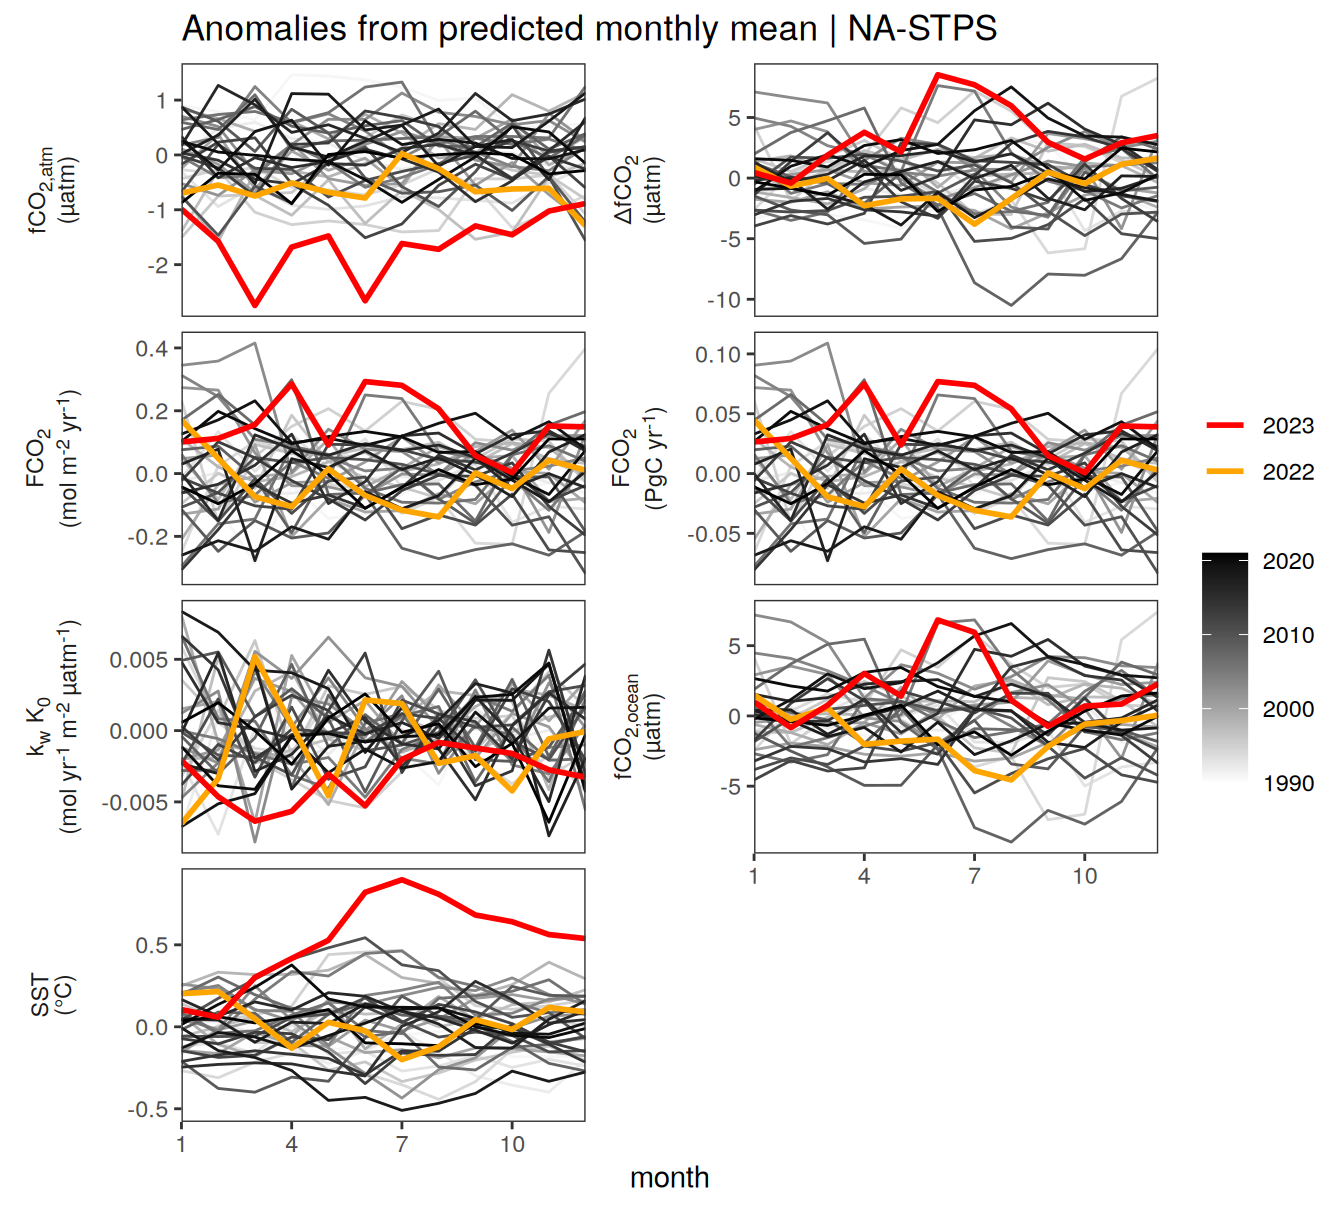 Anomalies from predicted monthly mean | NA-STPS
fCO2,atm
(µatm)
1
0
-1
-2
ΔfCO2
(µatm)
5
0
-5
-10
FCO2
(mol m-2 yr-1)
0.4
0.2
0.0
-0.2
FCO2
(PgC yr-1)
0.10
0.05
0.00
-0.05
kw K0
(mol yr-1 m-2 µatm-1)
0.005
0.000
-0.005
fCO2,ocean
(µatm)
5
0
-5
1 4 7 10
SST
(°C)
0.5
0.0
-0.5
1 4 7 10
month
2023
2022
2020
2010
2000
1990